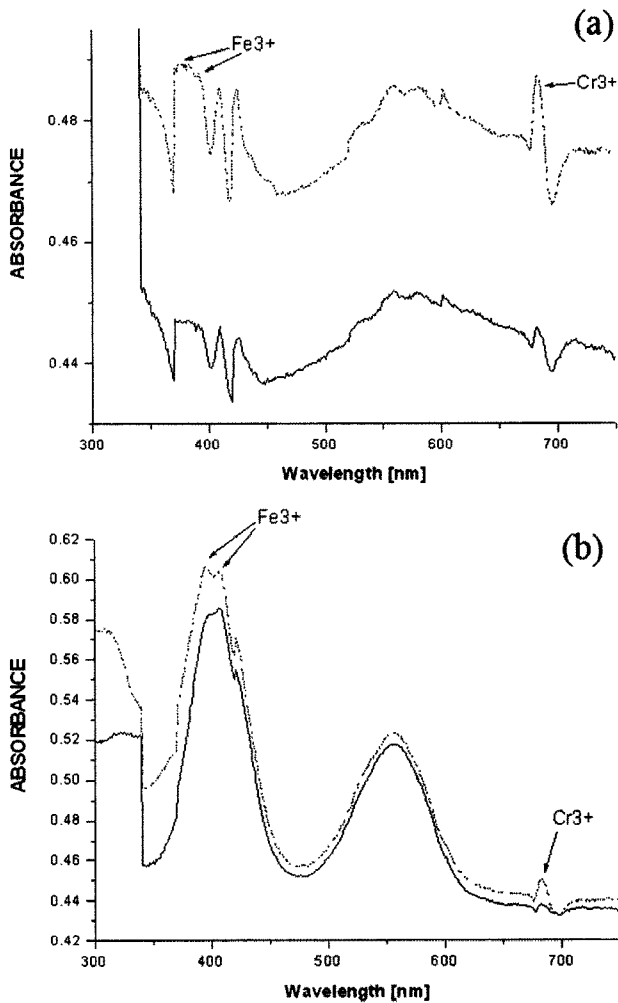 (a)
Fe3+
Cr3+
ABSORBANCE
0.48
0.46
0.44
300 400 500 600 700
Wavelength [nm]
(b)
Fe3+
Cr3+
ABSORBANCE
0.62
0.60
0.58
0.56
0.54
0.52
0.50
0.48
0.46
0.44
0.42
300 400 500 600 700
Wavelength [nm]